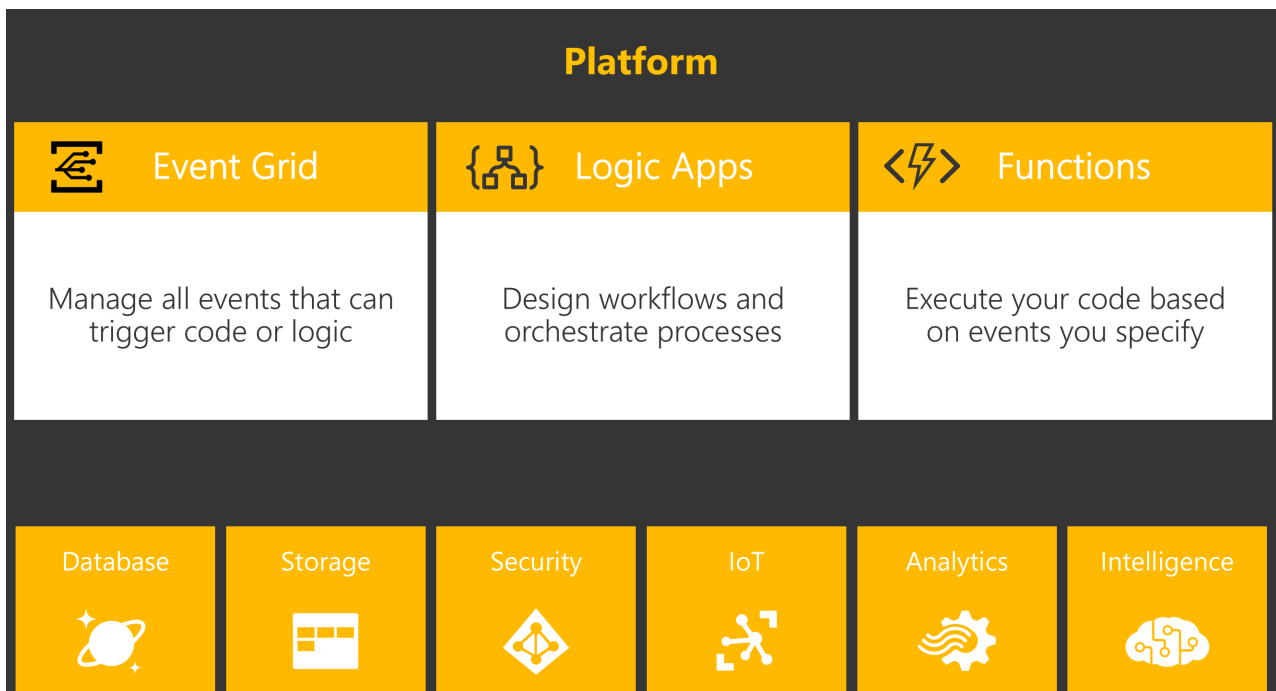 Platform
Event Grid
Logic Apps
Functions
Manage all events that can
trigger code or logic
Design workflows and
orchestrate processes
Execute your code based
on events you specify
Database
Storage
Security
IoT
Analytics
Intelligence